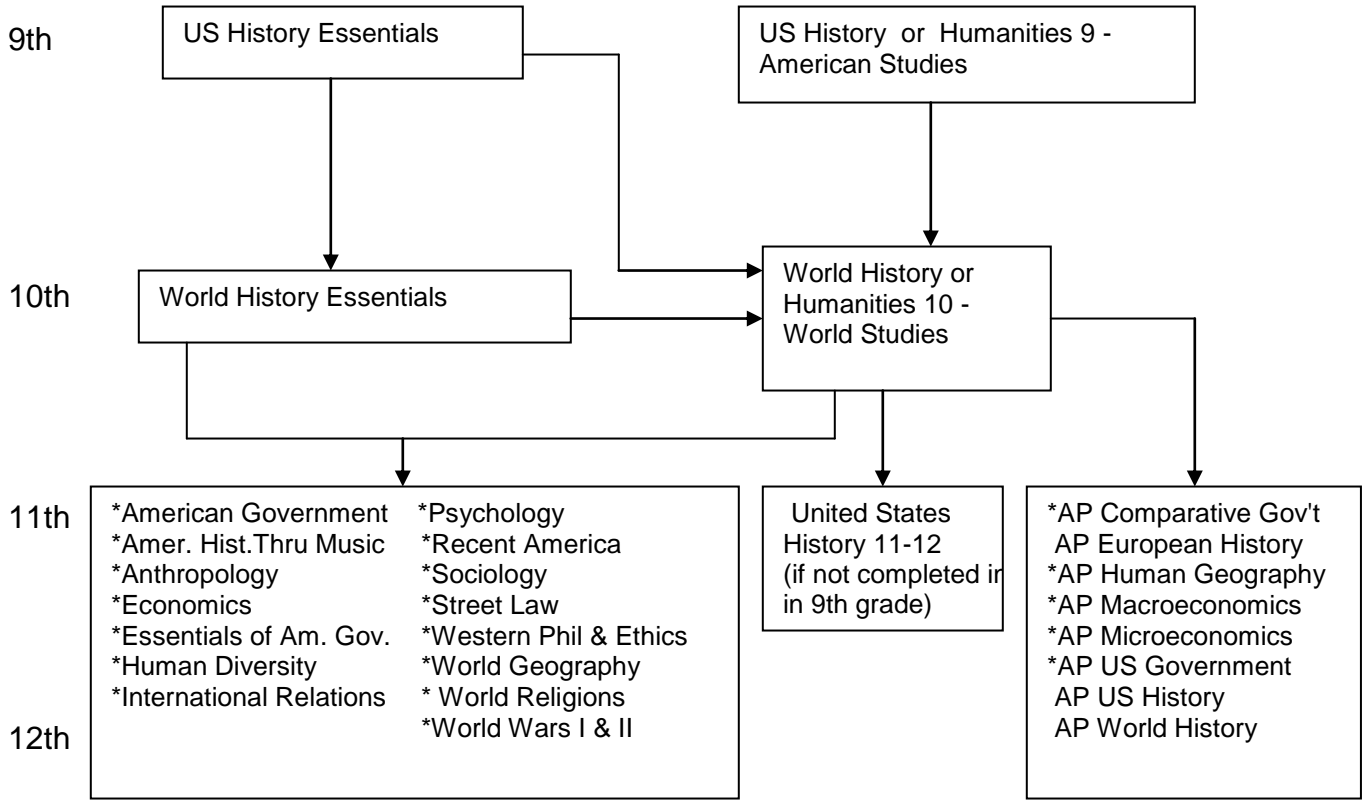 9th
US History Essentials
US History or Humanities 9 -
American Studies
10th
World History Essentials
World History or
Humanities 10 -
World Studies
11th
12th
*American Government
*Amer. Hist.Thru Music
*Anthropology
*Economics
*Essentials of Am. Gov.
*Human Diversity
*International Relations
*Psychology
*Recent America
*Sociology
*Street Law
*Western Phil & Ethics
*World Geography
* World Religions
*World Wars I & II
United States
History 11-12
(if not completed in
in 9th grade)
*AP Comparative Gov't
AP European History
*AP Human Geography
*AP Macroeconomics
*AP Microeconomics
*AP US Government
AP US History
AP World History